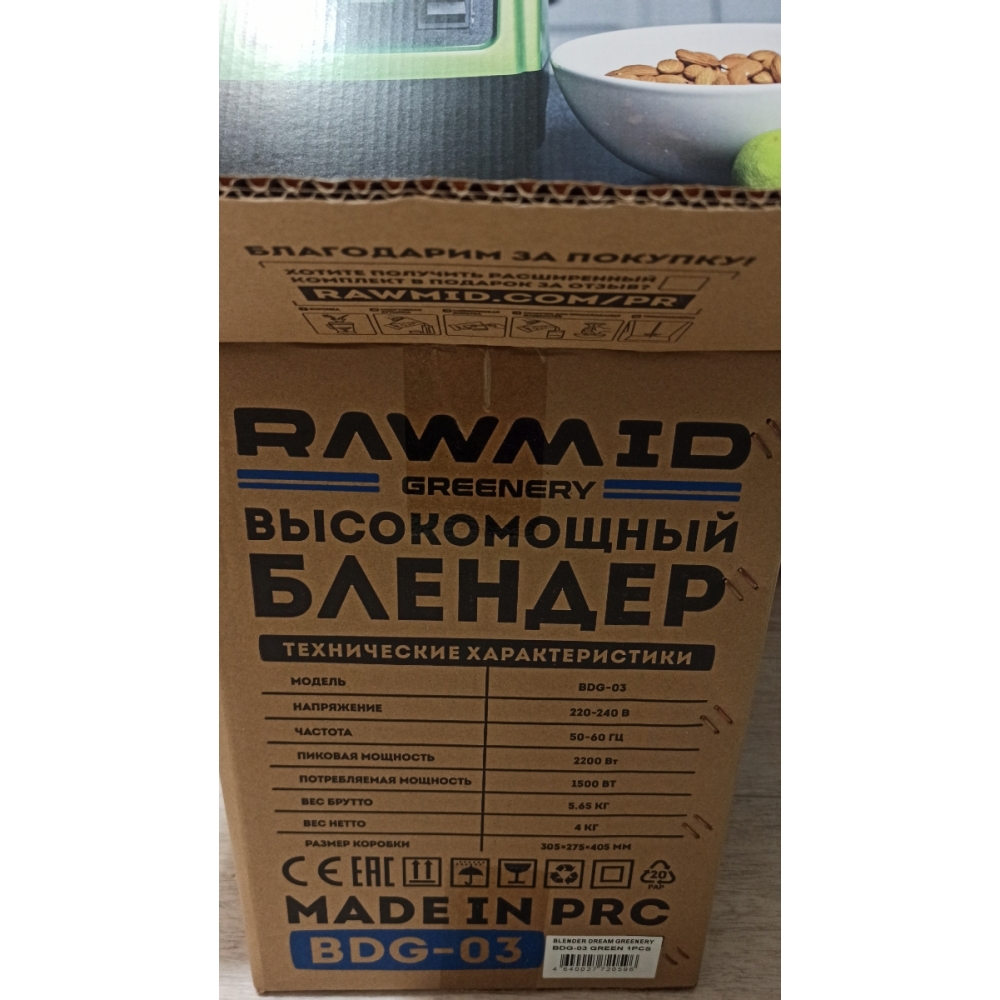 БЛАГОДАРИМ ЗА ПОКУПКУ!
ХОТИТЕ ПОЛУЧИТЬ РАСШИРЕННЫЙ
КОМПЛЕКТ В ПОДАРОК ЗА ОТЗЫВ?
RAWMID.COM/PR
RAWMID
GREENERY
ВЫСОКОМОЩНЫЙ
БЛЕНДЕР
ТЕХНИЧЕСКИЕ ХАРАКТЕРИСТИКИ
МОДЕЛЬ BDG-03
НАПРЯЖЕНИЕ 220-240 В
ЧАСТОТА 50-60 ГЦ
ПИКОВАЯ МОЩНОСТЬ 2200 Вт
ПОТРЕБЛЯЕМАЯ МОЩНОСТЬ 1500 ВТ
ВЕС БРУТТО 5.65 КГ
ВЕС НЕТТО 4 КГ
РАЗМЕР КОРОБКИ 305×275×405 ММ
CE EAC 20
PAP
MADE IN PRC
BDG-03
BLENDER DREAM GREENERY
BDG-03 GREEN 1PCS
4 640027 720596